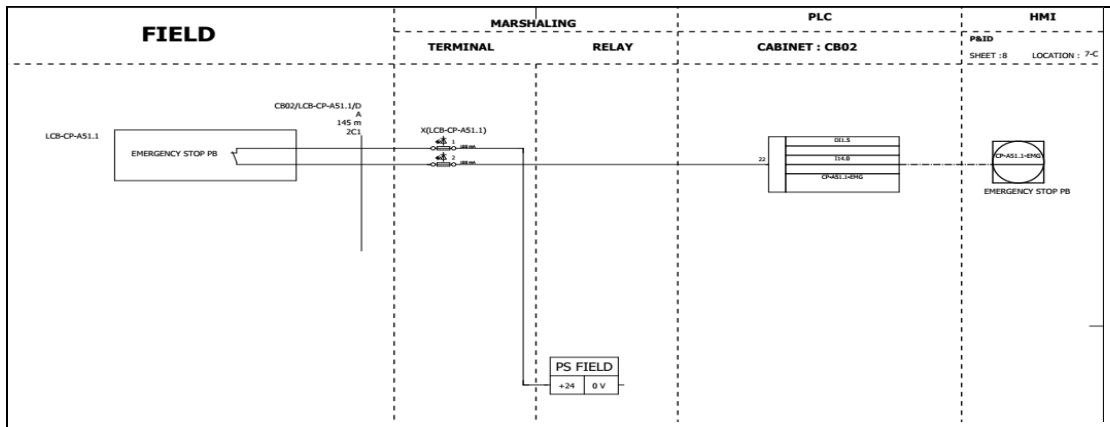 FIELD
MARSHALING
TERMINAL
RELAY
PLC
CABINET : CB02
HMI
P&ID
SHEET :8 LOCATION : 7-C
CB02/LCB-CP-A51.1/D
A
145 m
2C1
LCB-CP-A51.1
EMERGENCY STOP PB
X(LCB-CP-A51.1)
1
2
22
DI1.5
I14.0
CP-A51.1-EMG
CP-A51.1-EMG
EMERGENCY STOP PB
PS FIELD
+24 0 V